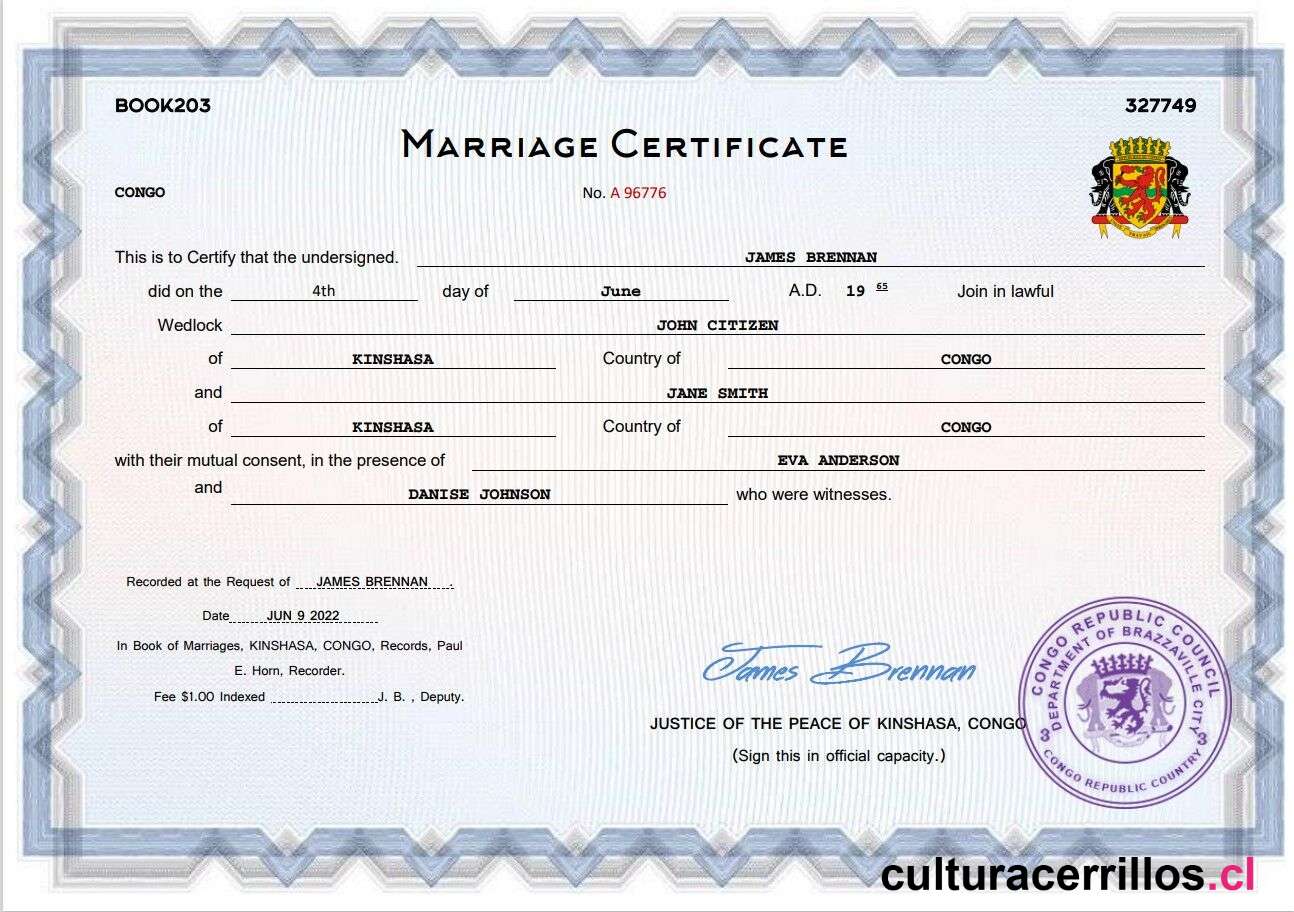 BOOK203
327749
MARRIAGE CERTIFICATE
CONGO
No. A 96776
This is to Certify that the undersigned. JAMES BRENNAN
did on the 4th day of June A.D. 19 65 Join in lawful
Wedlock JOHN CITIZEN
of KINSHASA Country of CONGO
and JANE SMITH
of KINSHASA Country of CONGO
with their mutual consent, in the presence of EVA ANDERSON
and DANISE JOHNSON who were witnesses.
Recorded at the Request of JAMES BRENNAN .
Date JUN 9 2022
In Book of Marriages, KINSHASA, CONGO, Records, Paul
E. Horn, Recorder.
Fee $1.00 Indexed J. B. , Deputy.
James Brennan
JUSTICE OF THE PEACE OF KINSHASA, CONGO
(Sign this in official capacity.)
CONGO REPUBLIC COUNCIL
DEPARTMENT OF BRAZZAVILLE CITY
3 3
CONGO REPUBLIC COUNTRY
culturacerrillos.cl